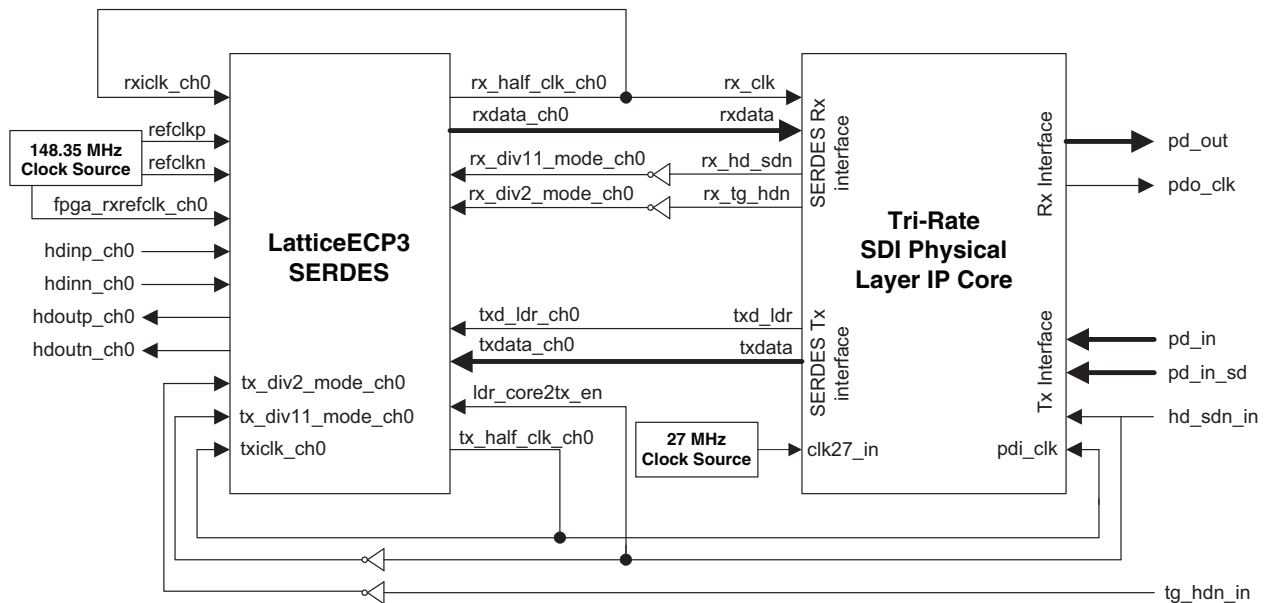 rxiclk_ch0
rx_half_clk_ch0
rx_clk
rxdata_ch0
rxdata
refclkp
148.35 MHz
Clock Source
refclkn
rx_div11_mode_ch0
rx_hd_sdn
SERDES Rx
interface
Rx Interface
pd_out
pdo_clk
fpga_rxrefclk_ch0
rx_div2_mode_ch0
rx_tg_hdn
hdinp_ch0
hdinn_ch0
LatticeECP3
SERDES
Tri-Rate
SDI Physical
Layer IP Core
hdoutp_ch0
hdoutn_ch0
txd_ldr_ch0
txd_ldr
txdata_ch0
txdata
SERDES Tx
interface
Tx Interface
pd_in
pd_in_sd
tx_div2_mode_ch0
ldr_core2tx_en
tx_div11_mode_ch0
hd_sdn_in
txiclk_ch0
tx_half_clk_ch0
27 MHz
Clock Source
clk27_in
pdi_clk
tg_hdn_in